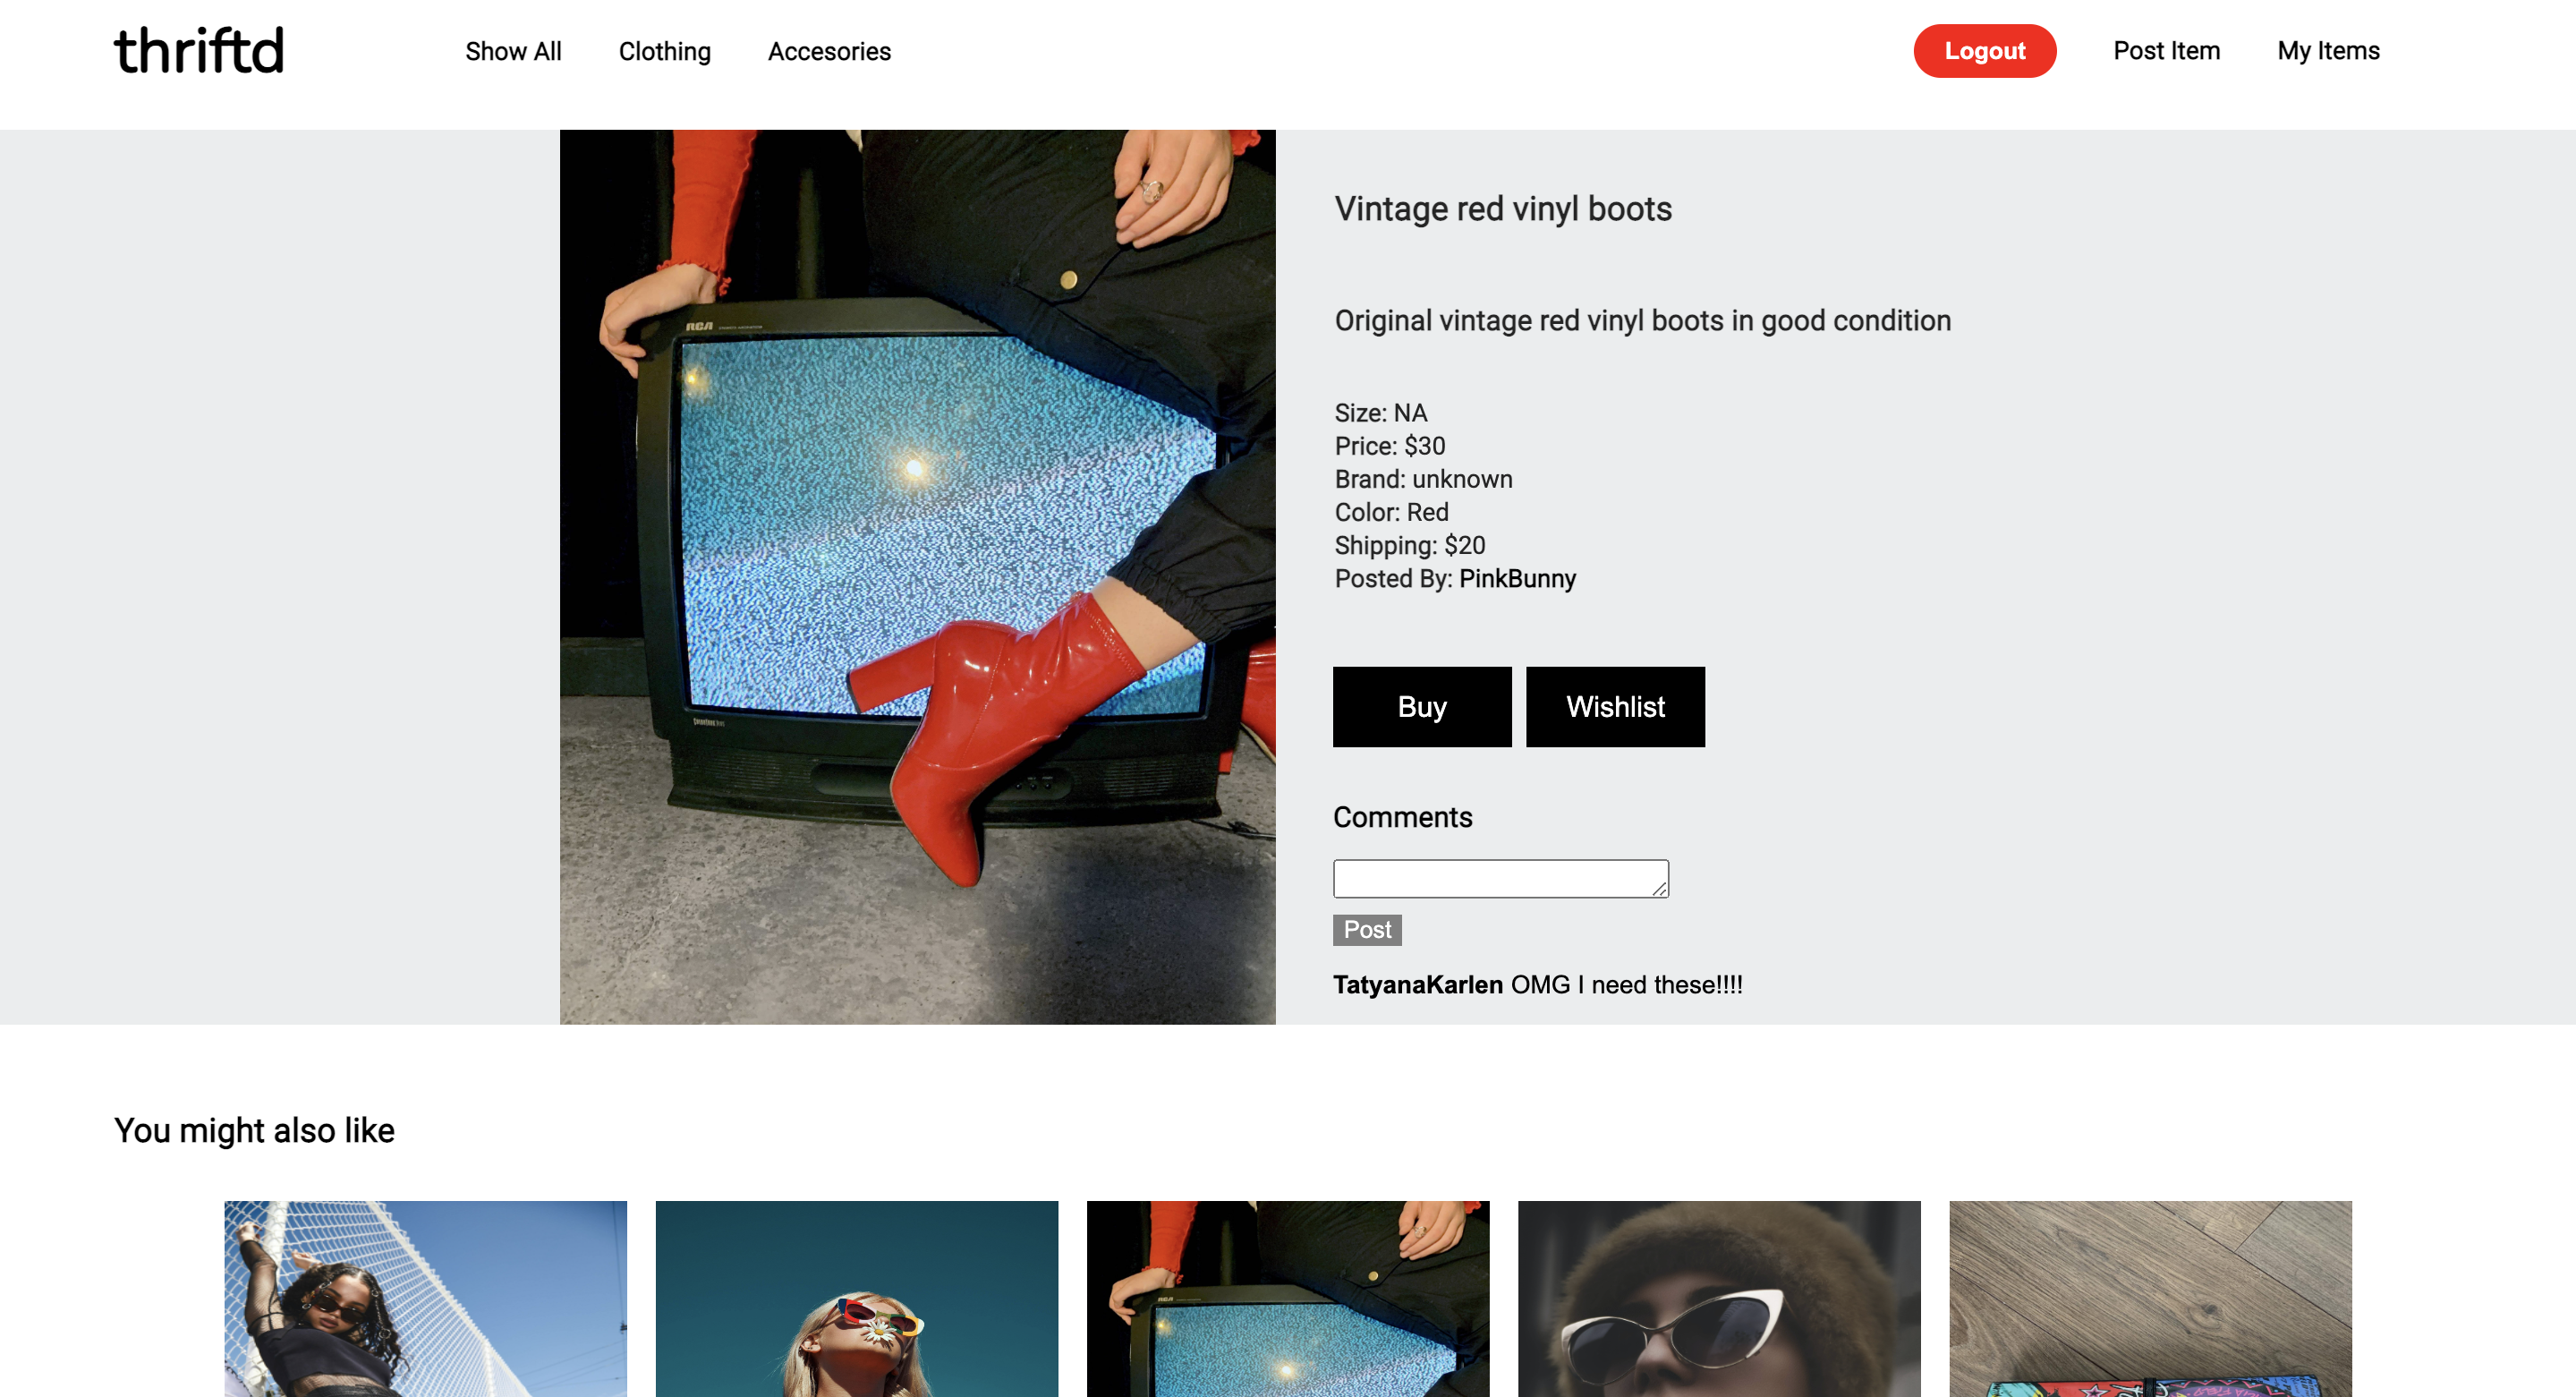 thriftd
Show All
Clothing
Accesories
Logout
Post Item
My Items
RCA
Vintage red vinyl boots
Original vintage red vinyl boots in good condition
Size: NA
Price: $30
Brand: unknown
Color: Red
Shipping: $20
Posted By: PinkBunny
Buy
Wishlist
Comments
Post
TatyanaKarlen OMG I need these!!!!
You might also like
RCA